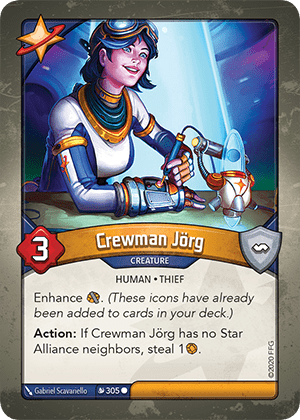 3
Crewman Jörg
CREATURE
HUMAN • THIEF
Enhance . (These icons have already
been added to cards in your deck.)
Action: If Crewman Jörg has no Star
Alliance neighbors, steal 1.
Gabriel Scavariello
305
©2020 FFG